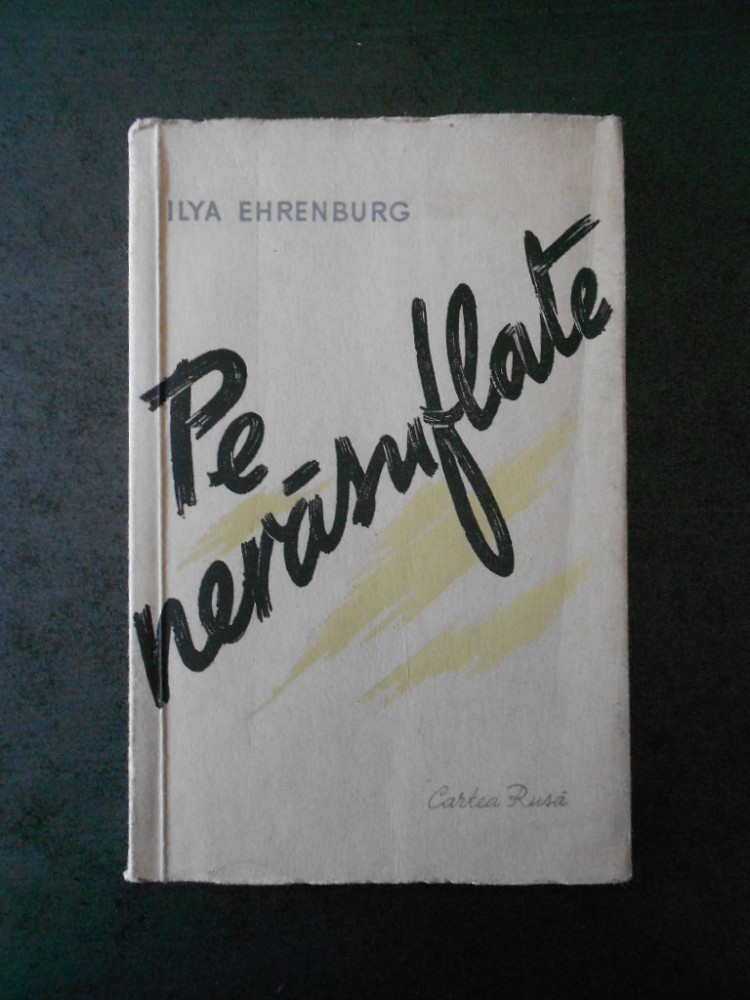 ILYA EHRENBURG
Pe
nerăsuflate
Cartea Rusă